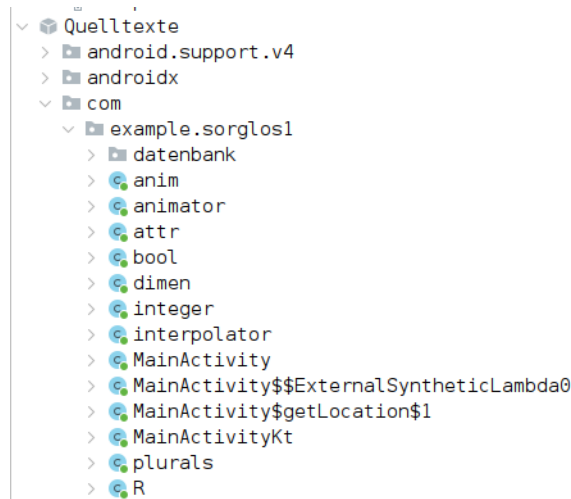 Quelltexte
android.support.v4
androidx
com
example.sorglos1
datenbank
anim
animator
attr
bool
dimen
integer
interpolator
MainActivity
MainActivity$$ExternalSyntheticLambda0
MainActivity$getLocation$1
MainActivityKt
plurals
R